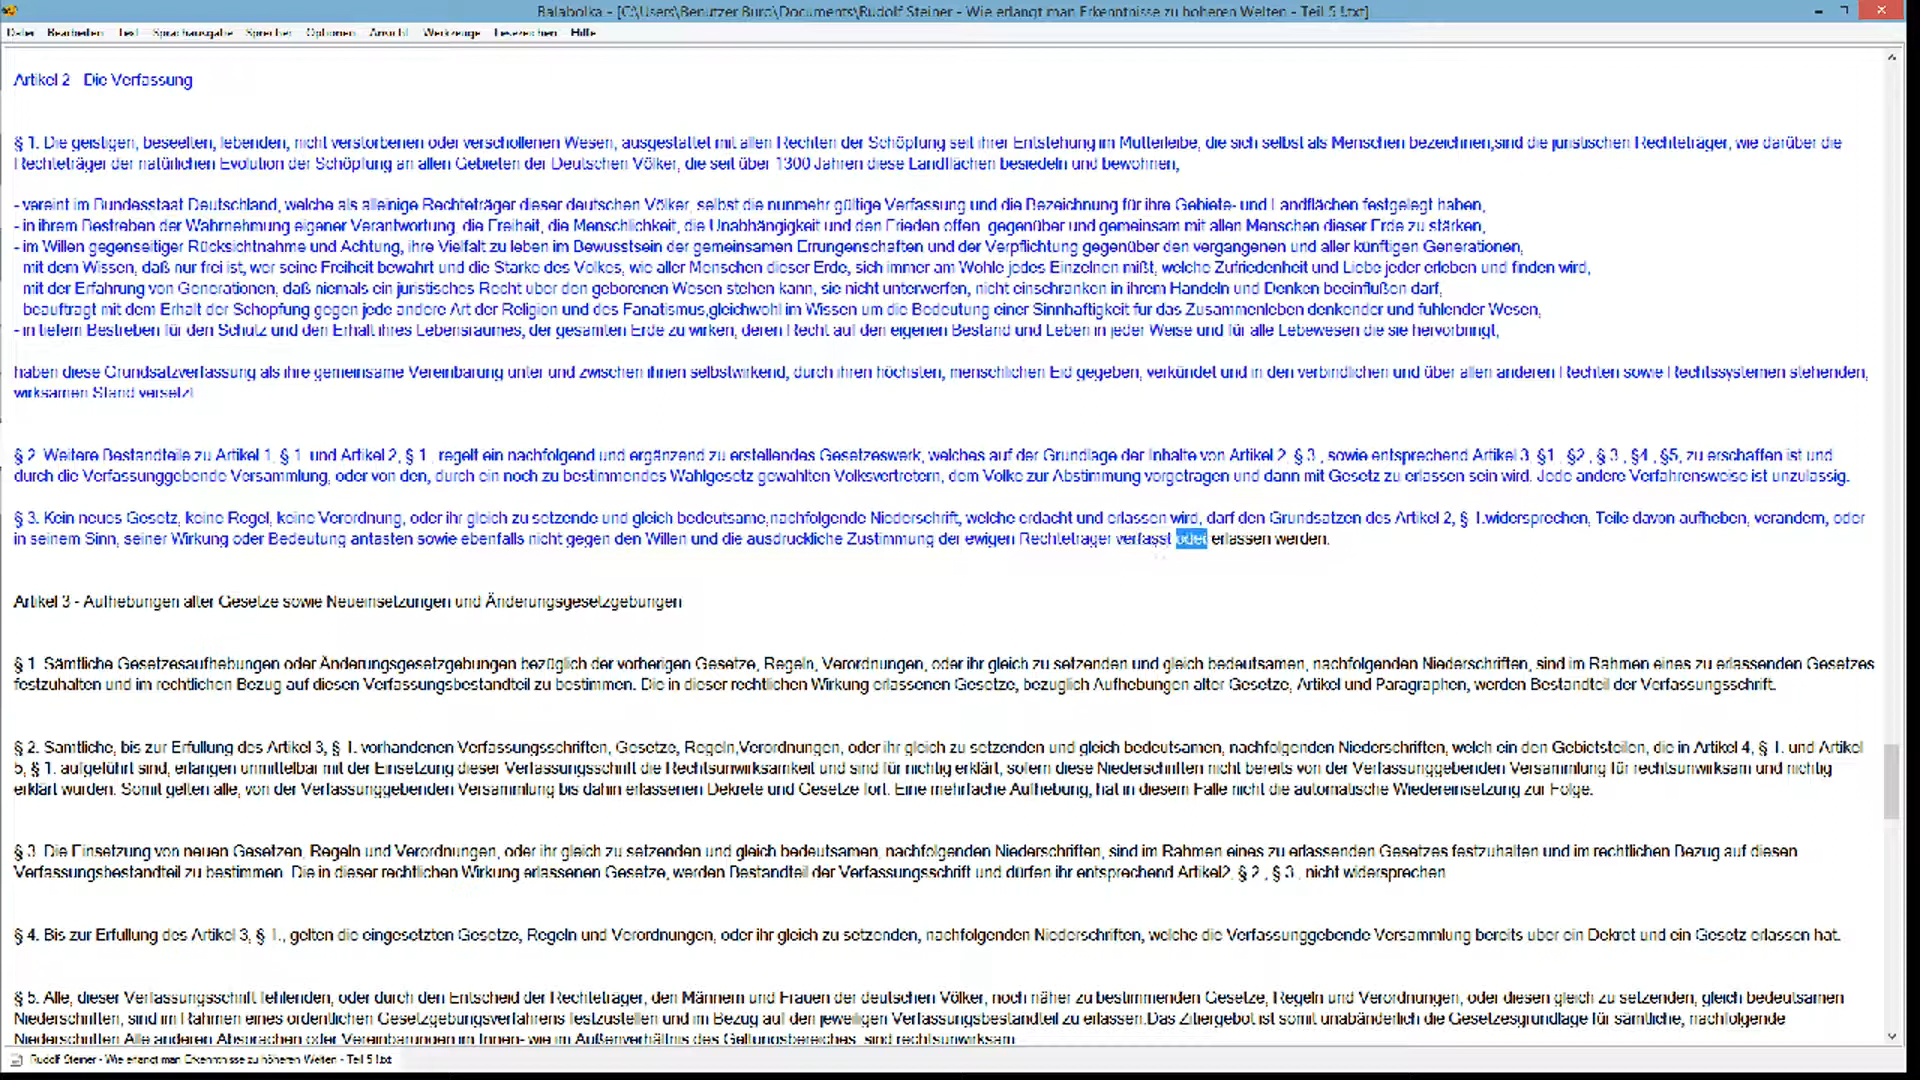 Balabolka - [C:\Users\Benutzer Büro\Documents\Rudolf Steiner - Wie erlangt man Erkenntnisse zu höheren Welten - Teil 5 !.txt]
Datei Bearbeiten Text Sprachausgabe Sprecher Optionen Ansicht Werkzeuge Lesezeichen Hilfe
Artikel 2 Die Verfassung
§ 1. Die geistigen, beseelten, lebenden, nicht verstorbenen oder verschollenen Wesen, ausgestattet mit allen Rechten der Schöpfung seit ihrer Entstehung im Mutterleibe, die sich selbst als Menschen bezeichnen,sind die juristischen Rechteträger, wie darüber die
Rechteträger der natürlichen Evolution der Schöpfung an allen Gebieten der Deutschen Völker, die seit über 1300 Jahren diese Landflächen besiedeln und bewohnen,
- vereint im Bundesstaat Deutschland, welche als alleinige Rechteträger dieser deutschen Völker, selbst die nunmehr gültige Verfassung und die Bezeichnung für ihre Gebiete- und Landflächen festgelegt haben,
- in ihrem Bestreben der Wahrnehmung eigener Verantwortung, die Freiheit, die Menschlichkeit, die Unabhängigkeit und den Frieden offen gegenüber und gemeinsam mit allen Menschen dieser Erde zu stärken,
- im Willen gegenseitiger Rücksichtnahme und Achtung, ihre Vielfalt zu leben im Bewusstsein der gemeinsamen Errungenschaften und der Verpflichtung gegenüber den vergangenen und aller künftigen Generationen,
mit dem Wissen, daß nur frei ist, wer seine Freiheit bewahrt und die Stärke des Volkes, wie aller Menschen dieser Erde, sich immer am Wohle jedes Einzelnen mißt, welche Zufriedenheit und Liebe jeder erleben und finden wird,
mit der Erfahrung von Generationen, daß niemals ein juristisches Recht über den geborenen Wesen stehen kann, sie nicht unterwerfen, nicht einschränken in ihrem Handeln und Denken beeinflußen darf,
beauftragt mit dem Erhalt der Schöpfung gegen jede andere Art der Religion und des Fanatismus,gleichwohl im Wissen um die Bedeutung einer Sinnhaftigkeit für das Zusammenleben denkender und fühlender Wesen,
- im tiefem Bestreben für den Schutz und den Erhalt ihres Lebensraumes, der gesamten Erde zu wirken, deren Recht auf den eigenen Bestand und Leben in jeder Weise und für alle Lebewesen die sie hervorbringt,
haben diese Grundsatzverfassung als ihre gemeinsame Vereinbarung unter und zwischen ihnen selbstwirkend, durch ihren höchsten, menschlichen Eid gegeben, verkündet und in den verbindlichen und über allen anderen Rechten sowie Rechtssystemen stehenden,
wirksamen Stand versetzt
§ 2 Weitere Bestandteile zu Artikel 1, § 1 und Artikel 2, § 1 , regelt ein nachfolgend und ergänzend zu erstellendes Gesetzeswerk, welches auf der Grundlage der Inhalte von Artikel 2 § 3 , sowie entsprechend Artikel 3 §1 , §2 , § 3 , §4 , §5, zu erschaffen ist und
durch die Verfassunggebende Versammlung, oder von den, durch ein noch zu bestimmendes Wahlgesetz gewählten Volksvertretern, dem Volke zur Abstimmung vorgetragen und dann mit Gesetz zu erlassen sein wird. Jede andere Verfahrensweise ist unzulässig.
§ 3. Kein neues Gesetz, keine Regel, keine Verordnung, oder ihr gleich zu setzende und gleich bedeutsame,nachfolgende Niederschrift, welche erdacht und erlassen wird, darf den Grundsätzen des Artikel 2, § 1.widersprechen, Teile davon aufheben, verändern, oder
in seinem Sinn, seiner Wirkung oder Bedeutung antasten sowie ebenfalls nicht gegen den Willen und die ausdrückliche Zustimmung der ewigen Rechteträger verfasst oder erlassen werden.
Artikel 3 - Aufhebungen alter Gesetze sowie Neueinsetzungen und Änderungsgesetzgebungen
§ 1 Sämtliche Gesetzesaufhebungen oder Änderungsgesetzgebungen bezüglich der vorherigen Gesetze, Regeln, Verordnungen, oder ihr gleich zu setzenden und gleich bedeutsamen, nachfolgenden Niederschriften, sind im Rahmen eines zu erlassenden Gesetzes
festzuhalten und im rechtlichen Bezug auf diesen Verfassungsbestandteil zu bestimmen. Die in dieser rechtlichen Wirkung erlassenen Gesetze, bezüglich Aufhebungen alter Gesetze, Artikel und Paragraphen, werden Bestandteil der Verfassungsschrift.
§ 2. Sämtliche, bis zur Erfüllung des Artikel 3, § 1. vorhandenen Verfassungsschriften, Gesetze, Regeln,Verordnungen, oder ihr gleich zu setzenden und gleich bedeutsamen, nachfolgenden Niederschriften, welch ein den Gebietsteilen, die in Artikel 4, § 1. und Artikel
5, § 1. aufgeführt sind, erlangen unmittelbar mit der Einsetzung dieser Verfassungsschrift die Rechtsunwirksamkeit und sind für nichtig erklärt, sofern diese Niederschriften nicht bereits von der Verfassunggebenden Versammlung für rechtsunwirksam und nichtig
erklärt wurden. Somit gelten alle, von der Verfassunggebenden Versammlung bis dahin erlassenen Dekrete und Gesetze fort. Eine mehrfache Aufhebung, hat in diesem Falle nicht die automatische Wiedereinsetzung zur Folge.
§ 3 Die Einsetzung von neuen Gesetzen, Regeln und Verordnungen, oder ihr gleich zu setzenden und gleich bedeutsamen, nachfolgenden Niederschriften, sind im Rahmen eines zu erlassenden Gesetzes festzuhalten und im rechtlichen Bezug auf diesen
Verfassungsbestandteil zu bestimmen Die in dieser rechtlichen Wirkung erlassenen Gesetze, werden Bestandteil der Verfassungsschrift und dürfen ihr entsprechend Artikel2, § 2 , § 3 , nicht widersprechen
§ 4. Bis zur Erfüllung des Artikel 3, § 1., gelten die eingesetzten Gesetze, Regeln und Verordnungen, oder ihr gleich zu setzenden, nachfolgenden Niederschriften, welche die Verfassunggebende Versammlung bereits über ein Dekret und ein Gesetz erlassen hat.
§ 5. Alle, dieser Verfassungsschrift fehlenden, oder durch den Entscheid der Rechteträger, den Männern und Frauen der deutschen Völker, noch näher zu bestimmenden Gesetze, Regeln und Verordnungen, oder diesen gleich zu setzenden, gleich bedeutsamen
Niederschriften, sind im Rahmen eines ordentlichen Gesetzgebungsverfahrens festzustellen und im Bezug auf den jeweiligen Verfassungsbestandteil zu erlassen.Das Zitiergebot ist somit unabänderlich die Gesetzesgrundlage für sämtliche, nachfolgende
Niederschriften Alle anderen Absprachen oder Vereinbarungen im Innen- wie im Außenverhältnis des Geltungsbereiches, sind rechtsunwirksam
Rudolf Steiner - Wie erlangt man Erkenntnisse zu höheren Welten - Teil 5 !.txt